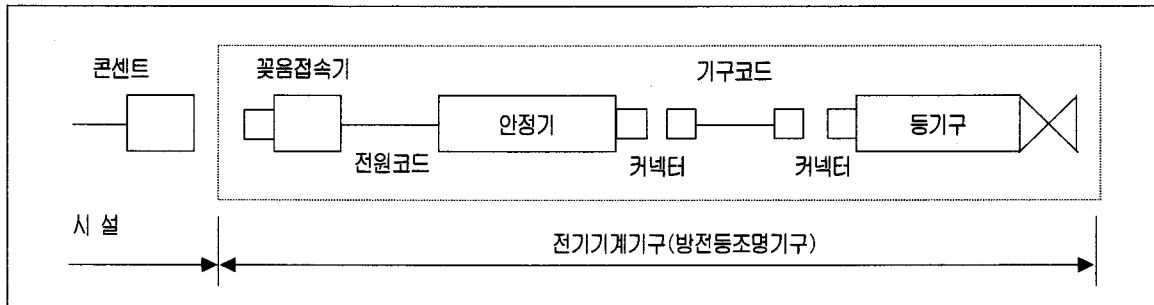 콘센트
꽂음접속기
기구코드
안정기
등기구
전원코드
커넥터
커넥터
시 설
전기기계기구(방전등조명기구)